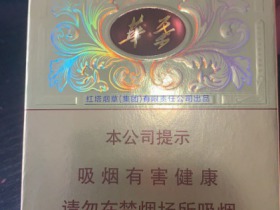 華
红塔烟草(集团)有限责任公司出品
本公司提示
吸烟有害健康
请勿在禁烟场所吸烟